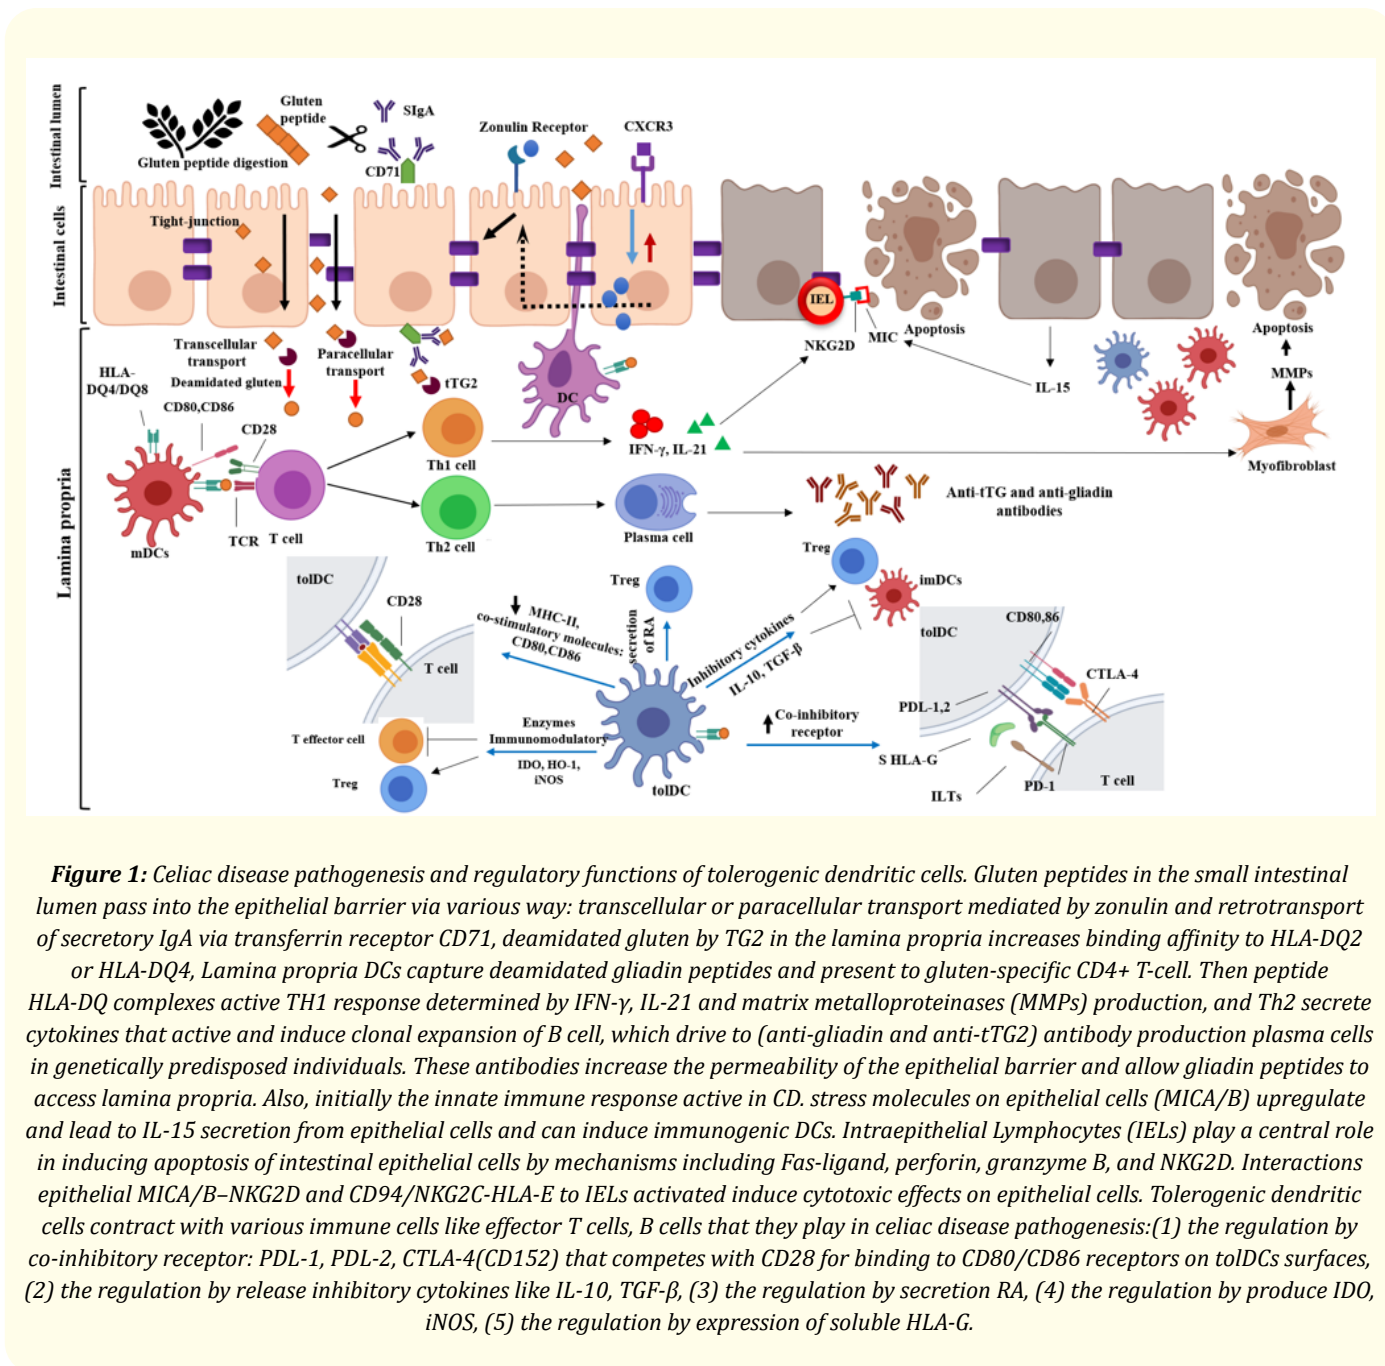 Intestinal lumen
Gluten
peptide
SIgA
Gluten peptide digestion
CD71
Zonulin Receptor
CXCR3
Intestinal cells
Tight-junction
IEL
NKG2D
MIC
Apoptosis
IL-15
Apoptosis
MMPs
Myofibroblast
Lamina propria
Transcellular
transport
Deamidated gluten
Paracellular
transport
tTG2
DC
HLA-
DQ4/DQ8
CD80,CD86
CD28
mDCs
TCR
T cell
Th1 cell
Th2 cell
IFN-γ, IL-21
Plasma cell
Anti-tTG and anti-gliadin
antibodies
tolDC
CD28
T cell
MHC-II,
co-stimulatory molecules:
CD80,CD86
Treg
secretion
of RA
Inhibitory cytokines
IL-10, TGF-β
Treg
imDCs
T effector cell
Treg
Enzymes
Immunomodulatory
IDO, HO-1,
iNOS
tolDC
Co-inhibitory
receptor
tolDC
CD80,86
CTLA-4
PDL-1,2
S HLA-G
ILTs
PD-1
T cell
Figure 1: Celiac disease pathogenesis and regulatory functions of tolerogenic dendritic cells. Gluten peptides in the small intestinal
lumen pass into the epithelial barrier via various way: transcellular or paracellular transport mediated by zonulin and retrotransport
of secretory IgA via transferrin receptor CD71, deamidated gluten by TG2 in the lamina propria increases binding affinity to HLA-DQ2
or HLA-DQ4, Lamina propria DCs capture deamidated gliadin peptides and present to gluten-specific CD4+ T-cell. Then peptide
HLA-DQ complexes active TH1 response determined by IFN-γ, IL-21 and matrix metalloproteinases (MMPs) production, and Th2 secrete
cytokines that active and induce clonal expansion of B cell, which drive to (anti-gliadin and anti-tTG2) antibody production plasma cells
in genetically predisposed individuals. These antibodies increase the permeability of the epithelial barrier and allow gliadin peptides to
access lamina propria. Also, initially the innate immune response active in CD. stress molecules on epithelial cells (MICA/B) upregulate
and lead to IL-15 secretion from epithelial cells and can induce immunogenic DCs. Intraepithelial Lymphocytes (IELs) play a central role
in inducing apoptosis of intestinal epithelial cells by mechanisms including Fas-ligand, perforin, granzyme B, and NKG2D. Interactions
epithelial MICA/B–NKG2D and CD94/NKG2C-HLA-E to IELs activated induce cytotoxic effects on epithelial cells. Tolerogenic dendritic
cells contract with various immune cells like effector T cells, B cells that they play in celiac disease pathogenesis:(1) the regulation by
co-inhibitory receptor: PDL-1, PDL-2, CTLA-4(CD152) that competes with CD28 for binding to CD80/CD86 receptors on tolDCs surfaces,
(2) the regulation by release inhibitory cytokines like IL-10, TGF-β, (3) the regulation by secretion RA, (4) the regulation by produce IDO,
iNOS, (5) the regulation by expression of soluble HLA-G.